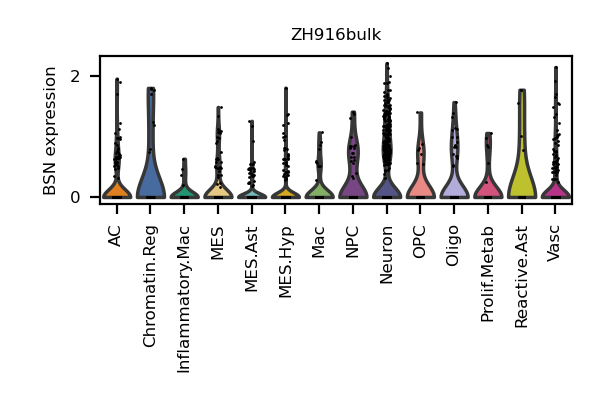 ZH916bulk
BSN expression
2
0
AC
Chromatin.Reg
Inflammatory.Mac
MES
MES.Ast
MES.Hyp
Mac
NPC
Neuron
OPC
Oligo
Prolif.Metab
Reactive.Ast
Vasc